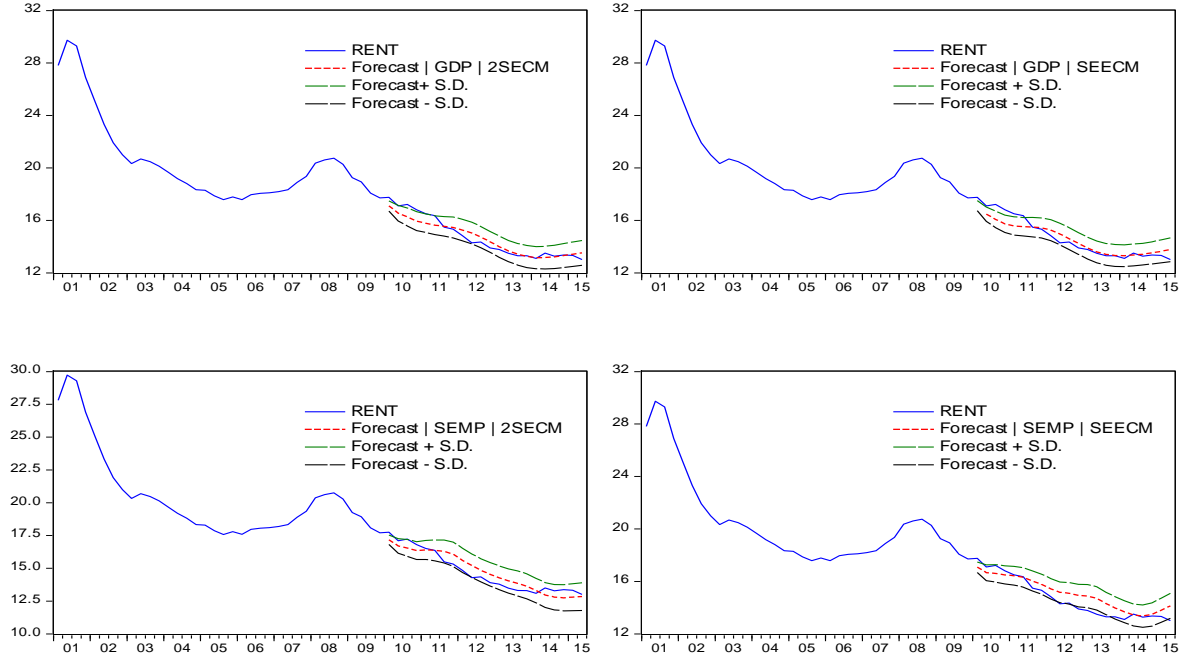 32
28
24
20
16
12
RENT
Forecast | GDP | 2SECM
Forecast+ S.D.
Forecast - S.D.
01 02 03 04 05 06 07 08 09 10 11 12 13 14 15
32
28
24
20
16
12
RENT
Forecast | GDP | SEECM
Forecast + S.D.
Forecast - S.D.
01 02 03 04 05 06 07 08 09 10 11 12 13 14 15
30.0
27.5
25.0
22.5
20.0
17.5
15.0
12.5
10.0
RENT
Forecast | SEMP | 2SECM
Forecast + S.D.
Forecast - S.D.
01 02 03 04 05 06 07 08 09 10 11 12 13 14 15
32
28
24
20
16
12
RENT
Forecast | SEMP | SEECM
Forecast + S.D.
Forecast - S.D.
01 02 03 04 05 06 07 08 09 10 11 12 13 14 15